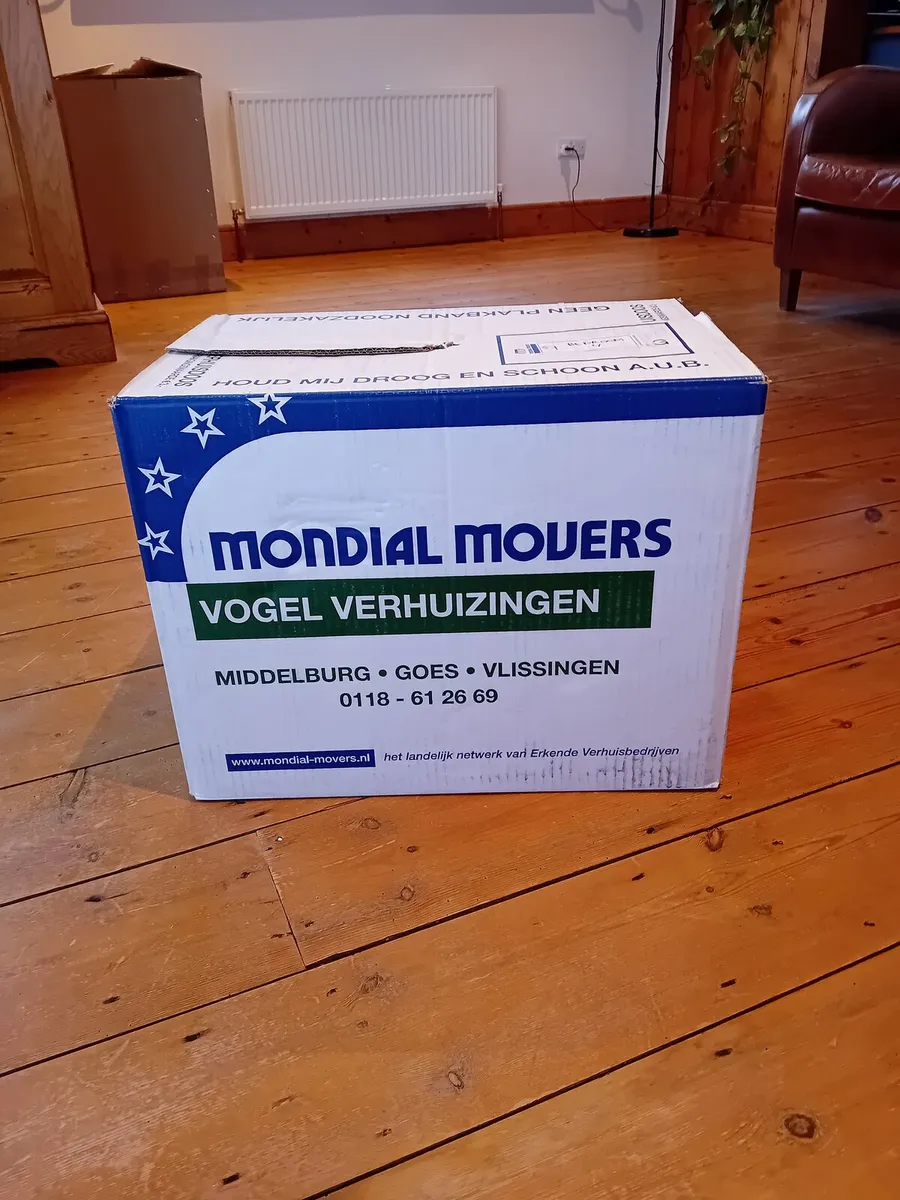 GEEN PLAKBAND NOODZAKELIJK
HOUD MIJ DROOG EN SCHOON A.U.B.
MONDIAL MOVERS
VOGEL VERHUIZINGEN
MIDDELBURG • GOES • VLISSINGEN
0118 - 61 26 69
www.mondial-movers.nl het landelijk netwerk van Erkende Verhuisbedrijven